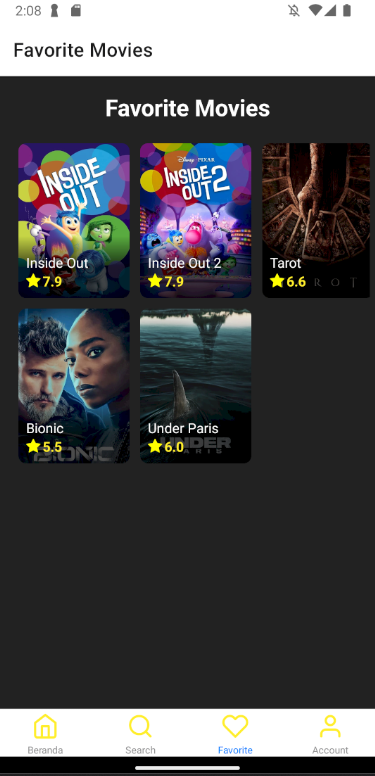 2:08
Favorite Movies
Favorite Movies
INSIDE
OUT
Disney PIXAR
INSIDE
OUT 2
Inside Out
Inside Out 2
Tarot
7.9
7.9
6.6
R O T
BIONIC
UNDER
PARIS
Bionic
Under Paris
5.5
6.0
Beranda
Search
Favorite
Account